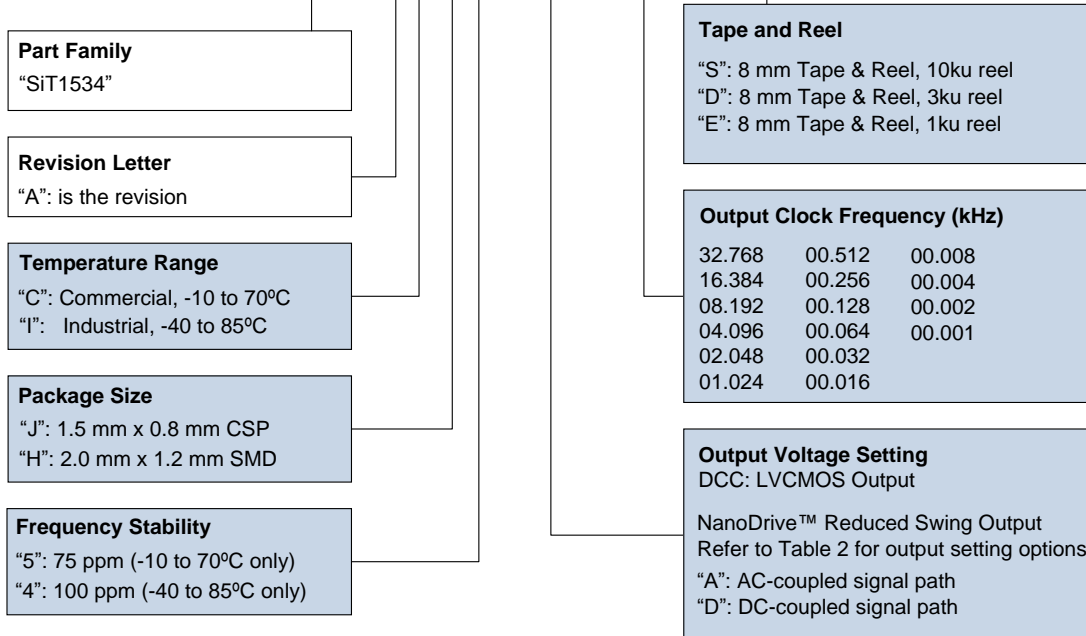 Part Family
“SiT1534”
Revision Letter
“A”: is the revision
Temperature Range
“C”: Commercial, -10 to 70ºC
“I”: Industrial, -40 to 85ºC
Package Size
“J”: 1.5 mm x 0.8 mm CSP
“H”: 2.0 mm x 1.2 mm SMD
Frequency Stability
“5”: 75 ppm (-10 to 70ºC only)
“4”: 100 ppm (-40 to 85ºC only)
Tape and Reel
“S”: 8 mm Tape & Reel, 10ku reel
“D”: 8 mm Tape & Reel, 3ku reel
“E”: 8 mm Tape & Reel, 1ku reel
Output Clock Frequency (kHz)
32.768 00.512 00.008
16.384 00.256 00.004
08.192 00.128 00.002
04.096 00.064 00.001
02.048 00.032
01.024 00.016
Output Voltage Setting
DCC: LVCMOS Output
NanoDrive™ Reduced Swing Output
Refer to Table 2 for output setting options
“A”: AC-coupled signal path
“D”: DC-coupled signal path